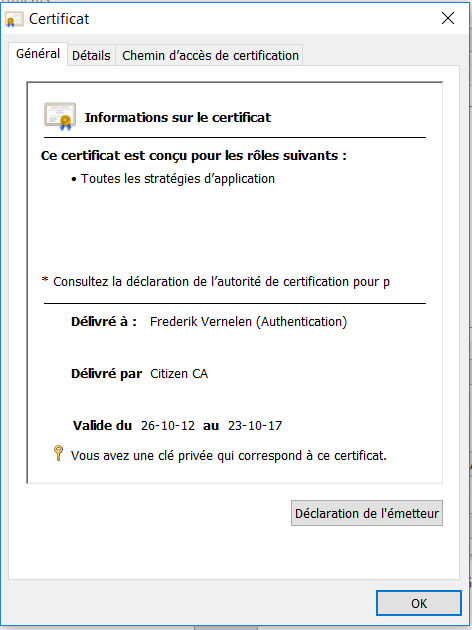 Certificat
Général Détails Chemin d’accès de certification
Informations sur le certificat
Ce certificat est conçu pour les rôles suivants :
• Toutes les stratégies d’application
* Consultez la déclaration de l’autorité de certification pour p
Délivré à : Frederik Vernelen (Authentication)
Délivré par Citizen CA
Valide du 26-10-12 au 23-10-17
Vous avez une clé privée qui correspond à ce certificat.
Déclaration de l'émetteur
OK